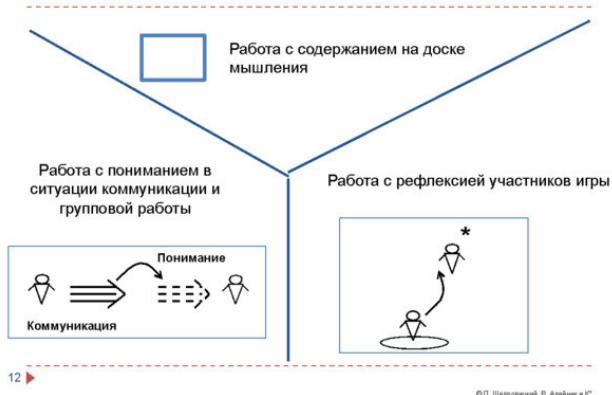 Работа с содержанием на доске
мышления
Работа с пониманием в
ситуации коммуникации и
групповой работы
Понимание
Коммуникация
Работа с рефлексией участников игры
*
12